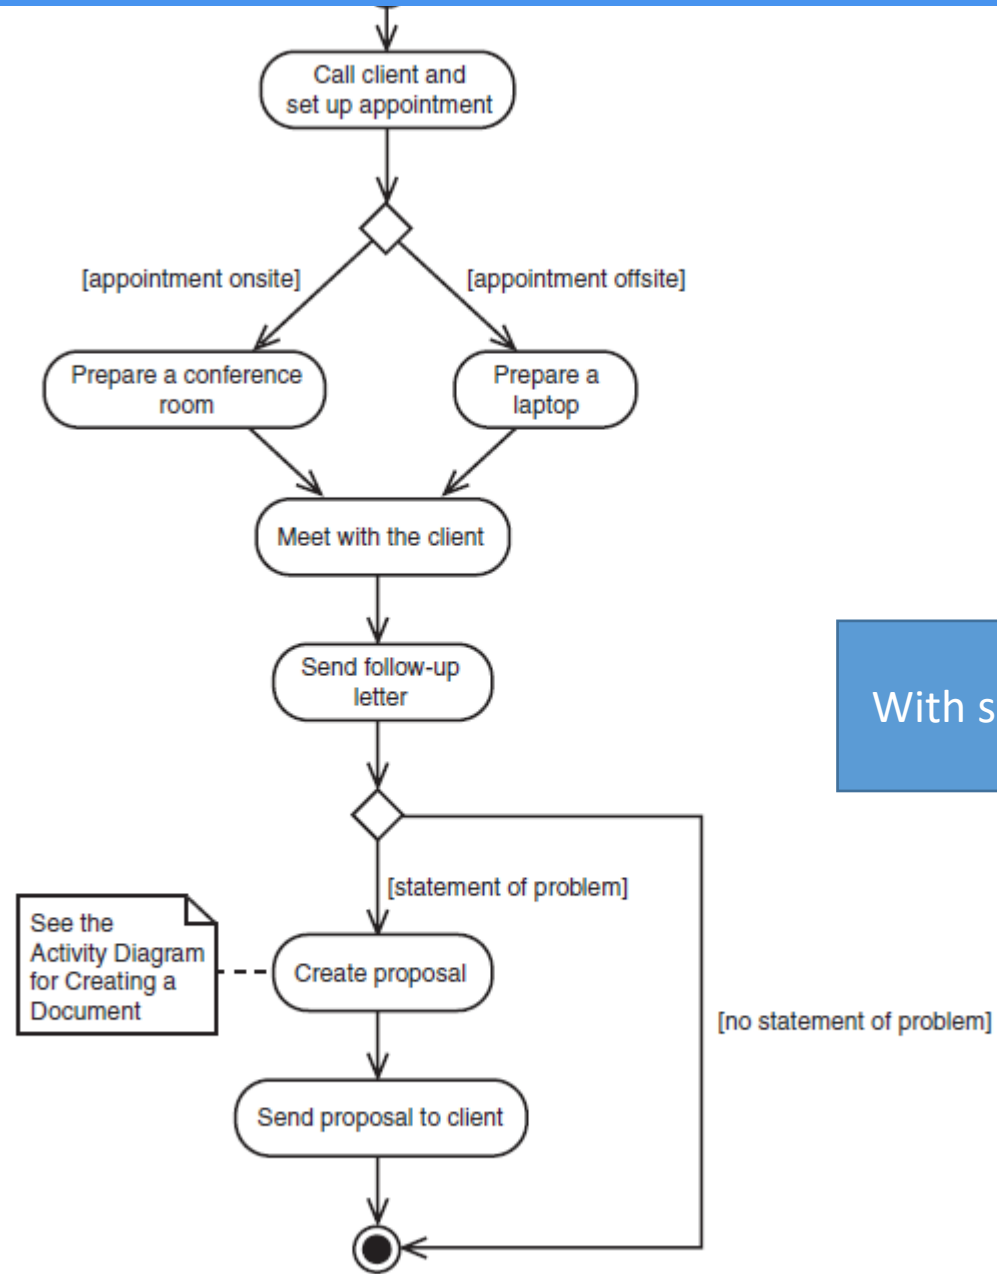 Call client and
set up appointment
[appointment onsite]
[appointment offsite]
Prepare a conference
room
Prepare a
laptop
Meet with the client
Send follow-up
letter
With s
[statement of problem]
See the
Activity Diagram
for Creating a
Document
Create proposal
[no statement of problem]
Send proposal to client